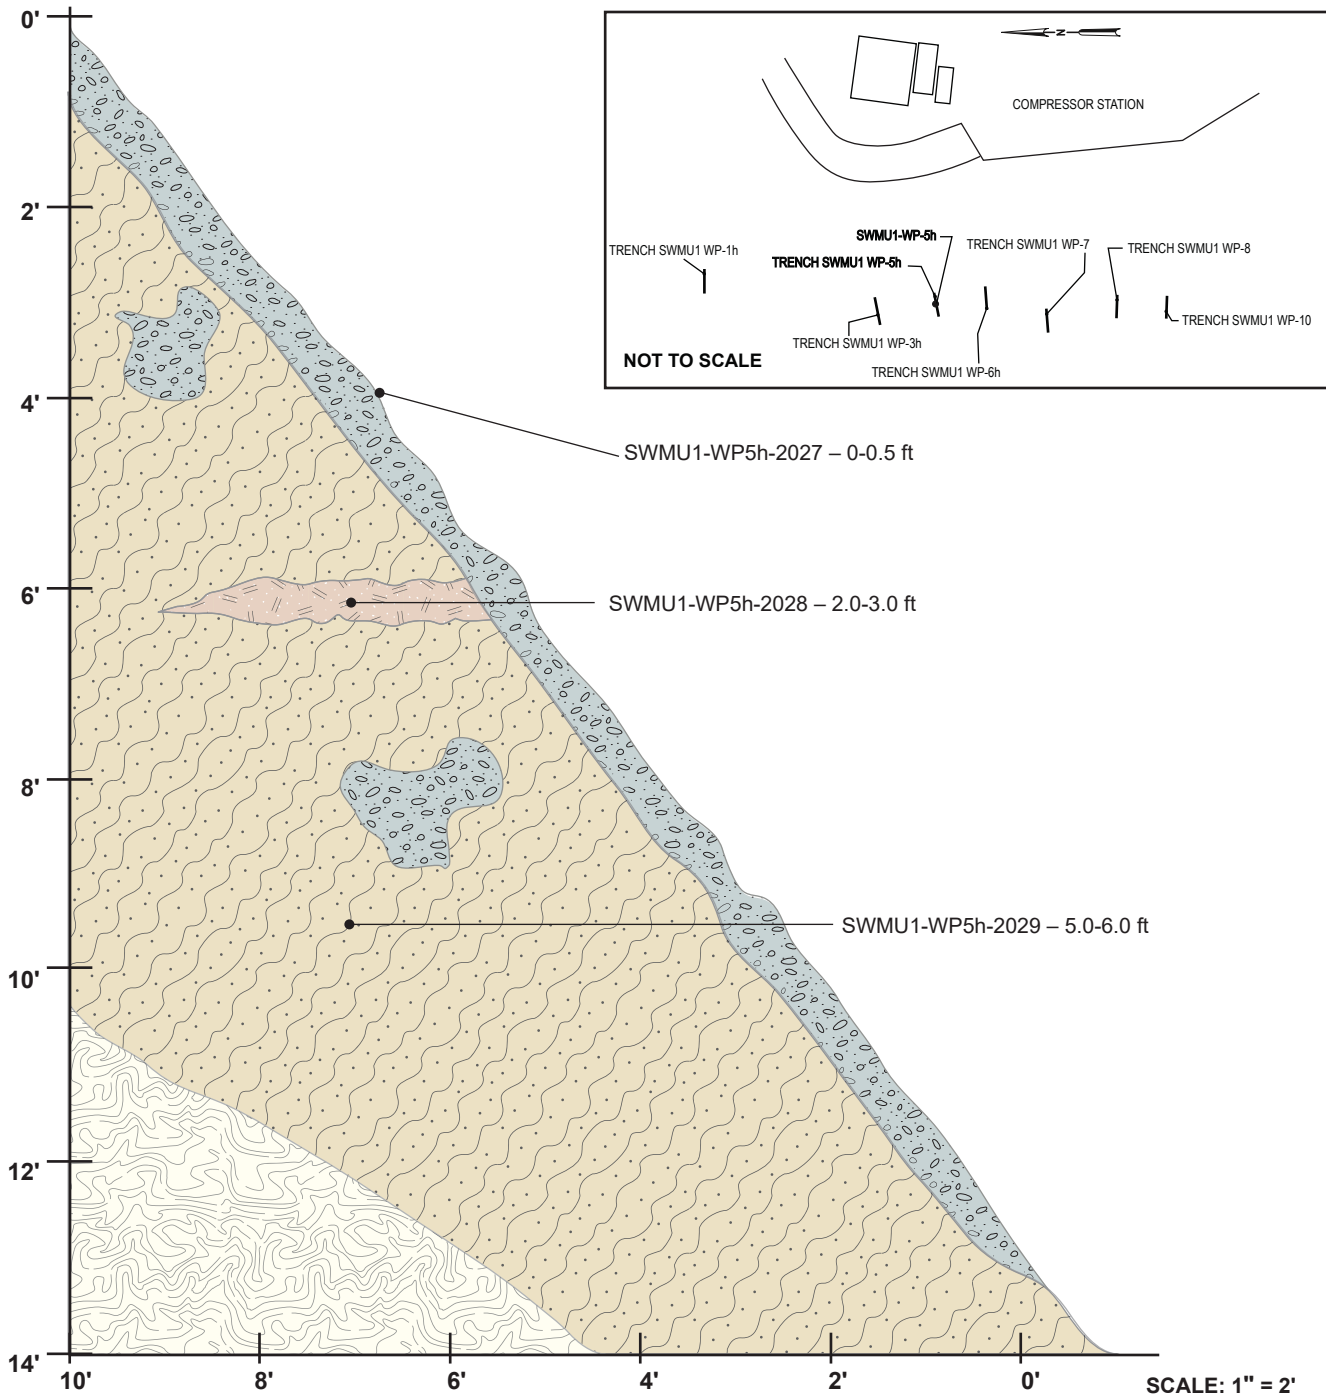 0'
2'
4'
6'
8'
10'
12'
14'
10'
8'
6'
4'
2'
0'
SCALE: 1" = 2'
N
COMPRESSOR STATION
TRENCH SWMU1 WP-1h
SWMU1-WP-5h
TRENCH SWMU1 WP-5h
TRENCH SWMU1 WP-7
TRENCH SWMU1 WP-8
TRENCH SWMU1 WP-10
TRENCH SWMU1 WP-3h
TRENCH SWMU1 WP-6h
NOT TO SCALE
SWMU1-WP5h-2027 – 0-0.5 ft
SWMU1-WP5h-2028 – 2.0-3.0 ft
SWMU1-WP5h-2029 – 5.0-6.0 ft